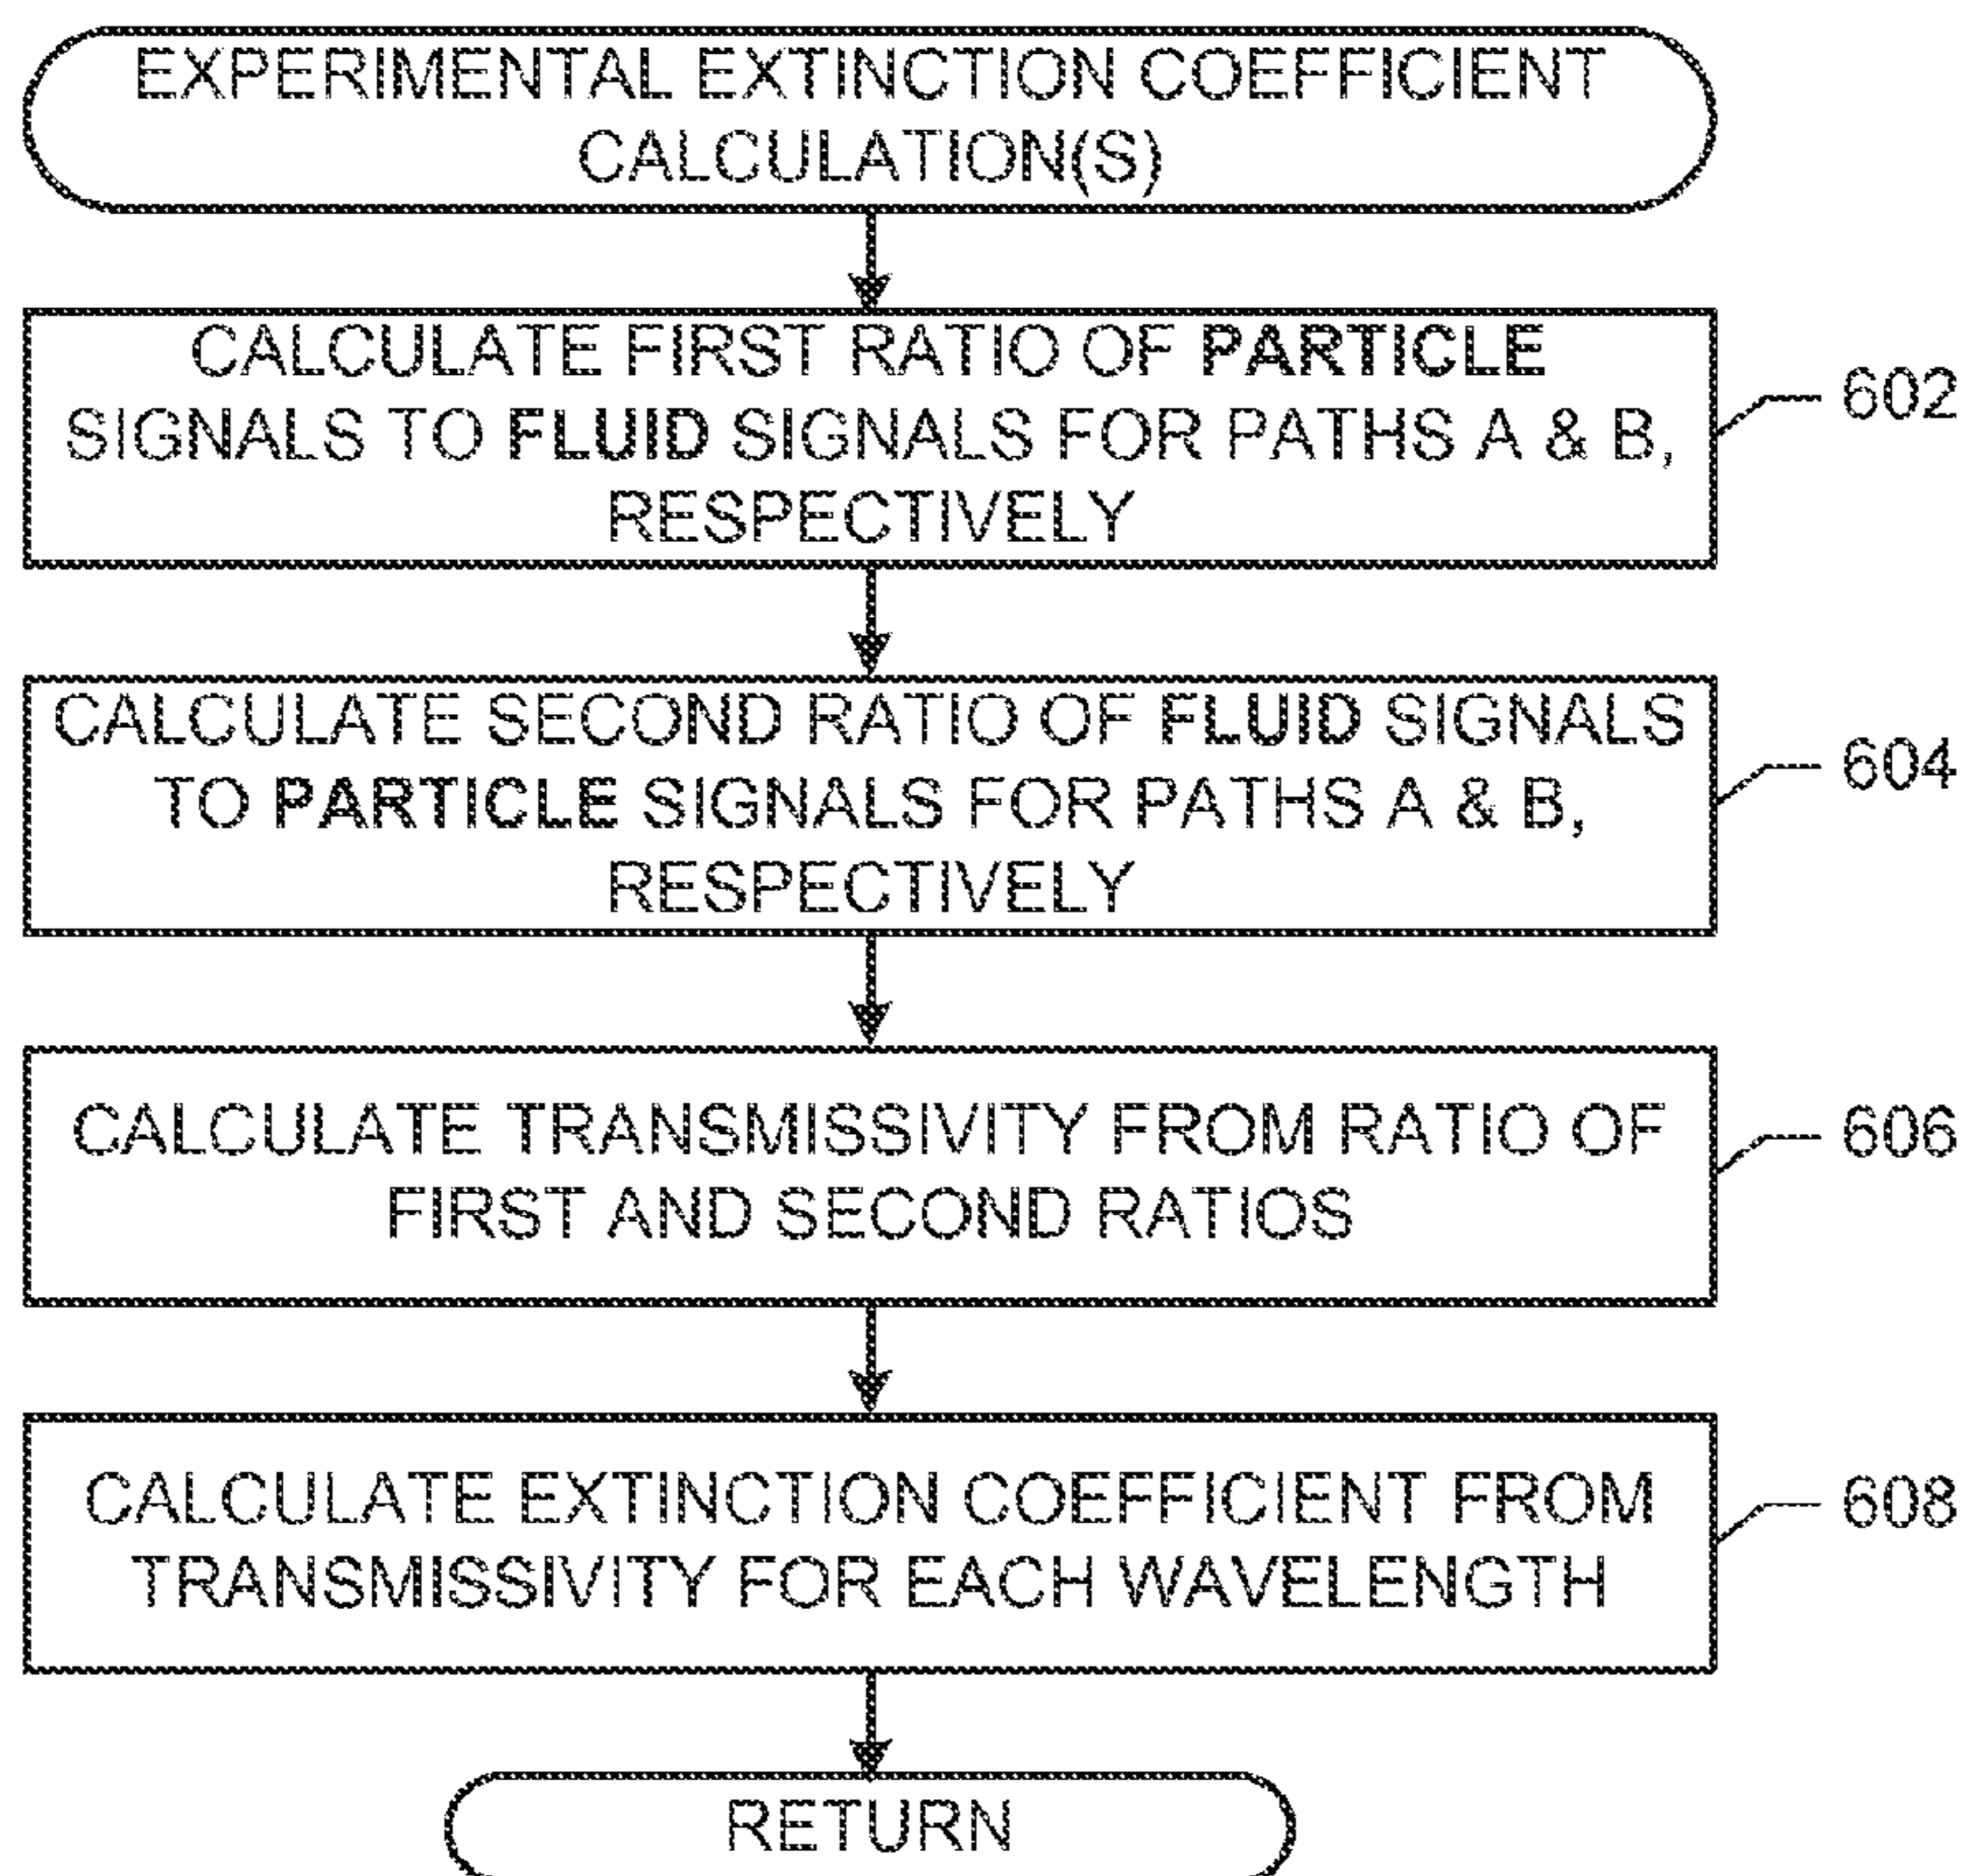 EXPERIMENTAL EXTINCTION COEFFICIENT
CALCULATION(S)
CALCULATE FIRST RATIO OF PARTICLE
SIGNALS TO FLUID SIGNALS FOR PATHS A & B,
RESPECTIVELY
602
CALCULATE SECOND RATIO OF FLUID SIGNALS
TO PARTICLE SIGNALS FOR PATHS A & B,
RESPECTIVELY
604
CALCULATE TRANSMISSIVITY FROM RATIO OF
FIRST AND SECOND RATIOS
606
CALCULATE EXTINCTION COEFFICIENT FROM
TRANSMISSIVITY FOR EACH WAVELENGTH
608
RETURN